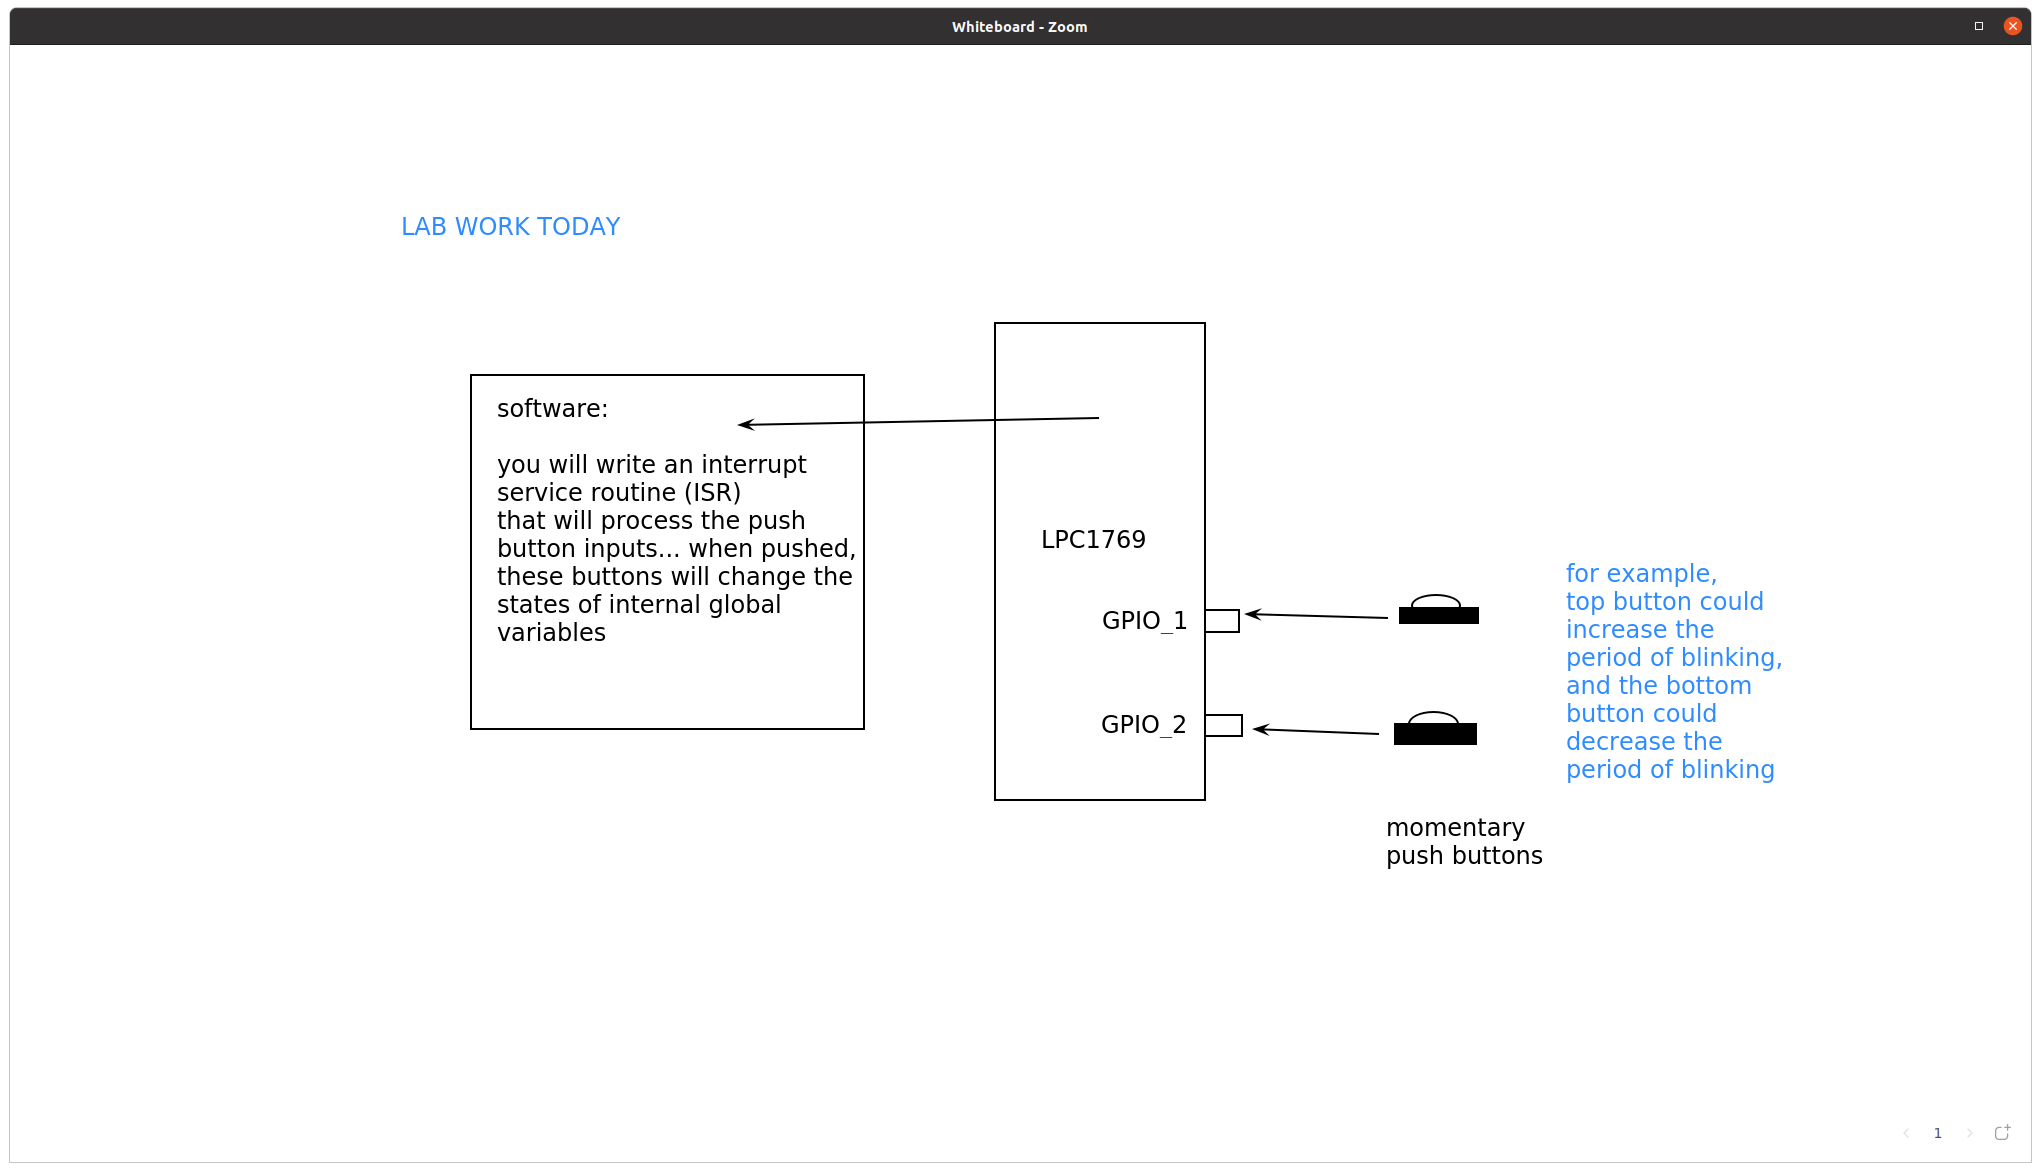 Whiteboard - Zoom
LAB WORK TODAY
software:
you will write an interrupt
service routine (ISR)
that will process the push
button inputs... when pushed,
these buttons will change the
states of internal global
variables
LPC1769
GPIO_1
GPIO_2
for example,
top button could
increase the
period of blinking,
and the bottom
button could
decrease the
period of blinking
momentary
push buttons
1